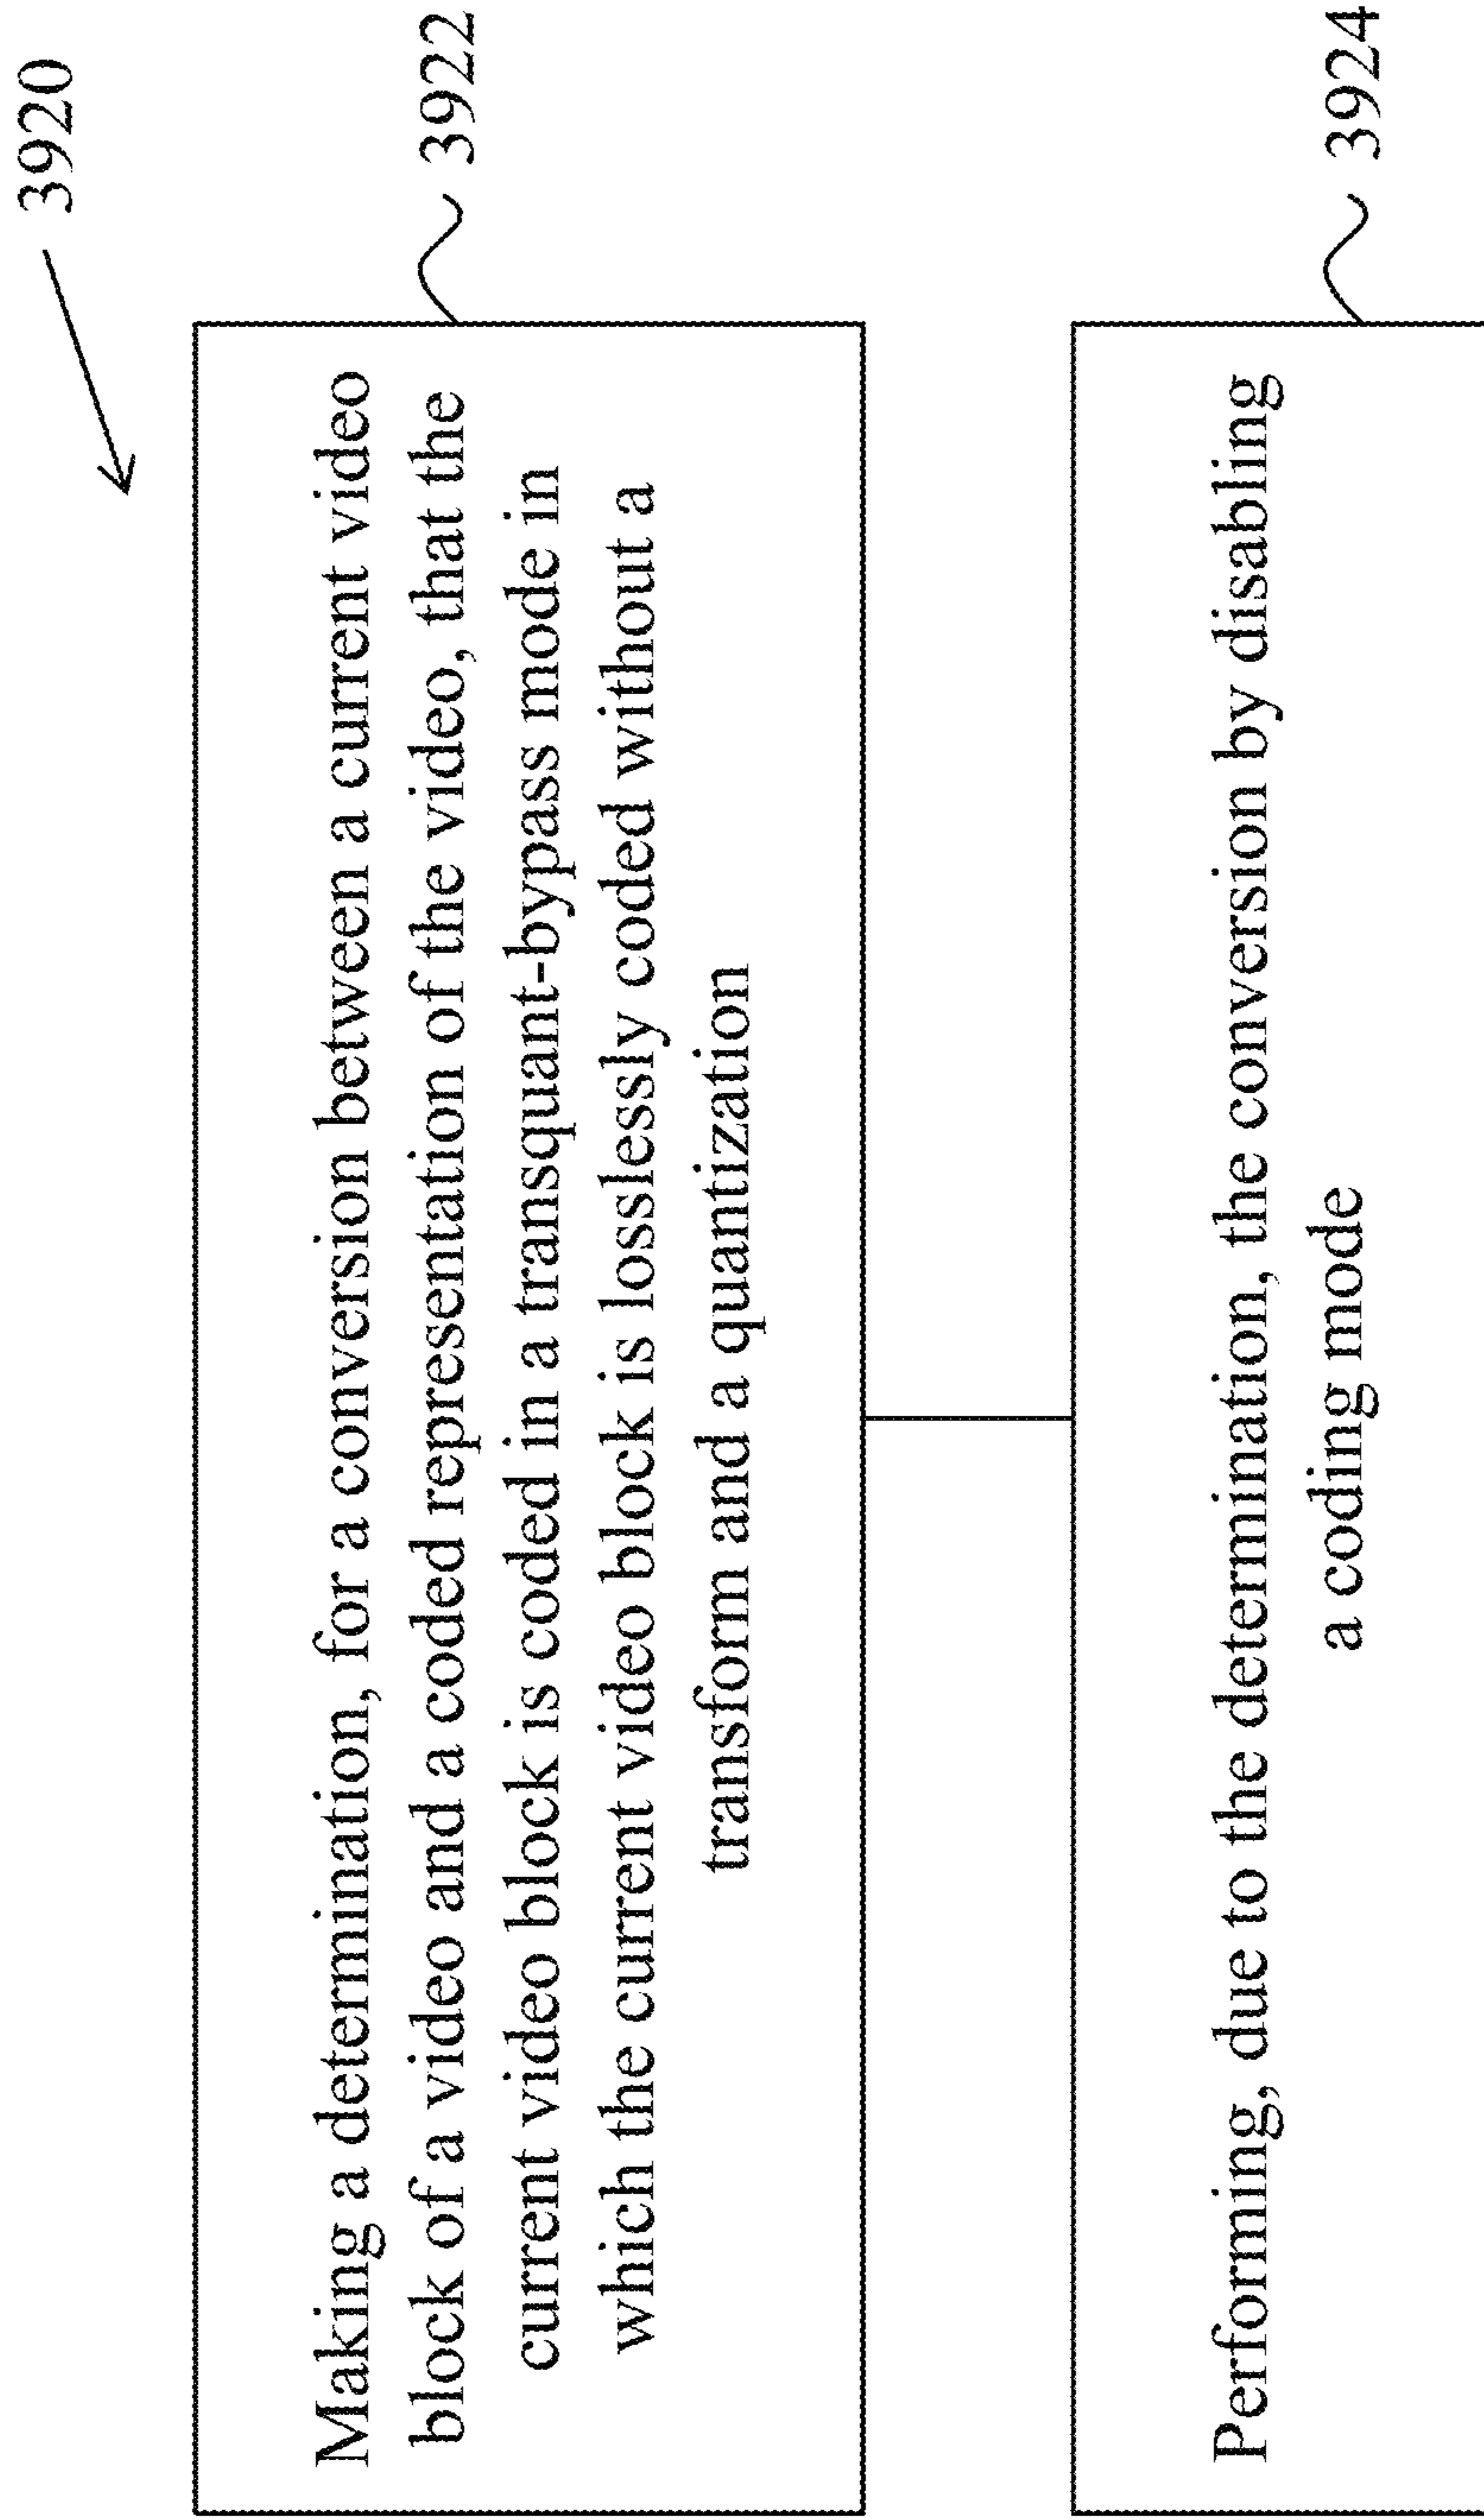 3920
Making a determination, for a conversion between a current video
block of a video and a coded representation of the video, that the
current video block is coded in a transquant-bypass mode in
which the current video block is losslessly coded without a
transform and a quantization
3922
Performing, due to the determination, the conversion by disabling
a coding mode
3924